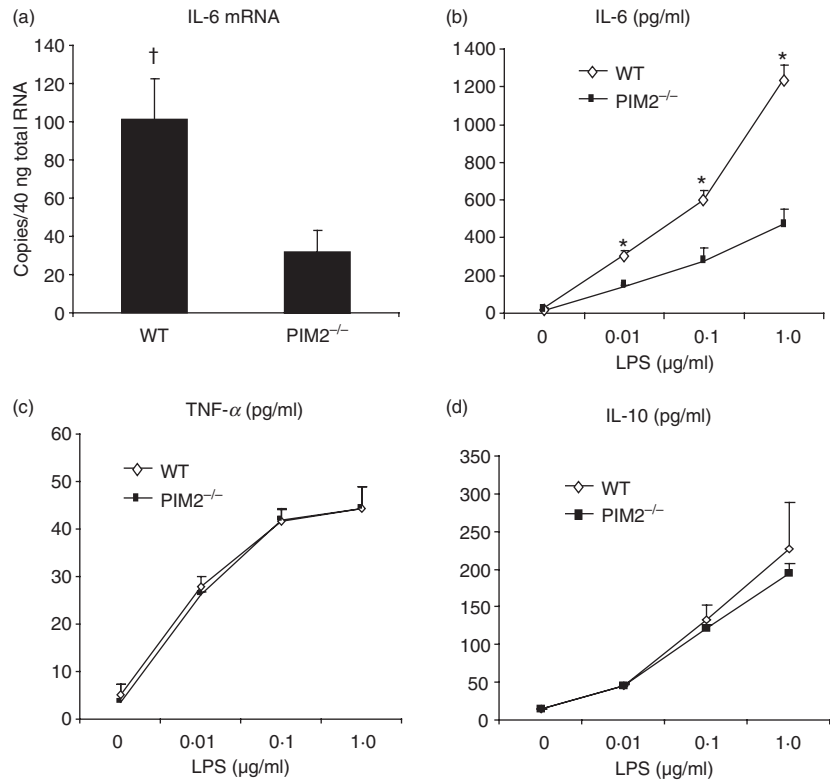 (a)
IL-6 mRNA
140
120
100
80
60
40
20
0
Copies/40 ng total RNA
†
WT
PIM2−/−
(b)
IL-6 (pg/ml)
1400
1200
1000
800
600
400
200
0
WT
PIM2−/−
*
*
*
0
0·01
0·1
1·0
LPS (µg/ml)
(c)
TNF-α (pg/ml)
60
50
40
30
20
10
0
WT
PIM2−/−
0
0·01
0·1
1·0
LPS (µg/ml)
(d)
IL-10 (pg/ml)
350
300
250
200
150
100
50
0
WT
PIM2−/−
0
0·01
0·1
1·0
LPS (µg/ml)